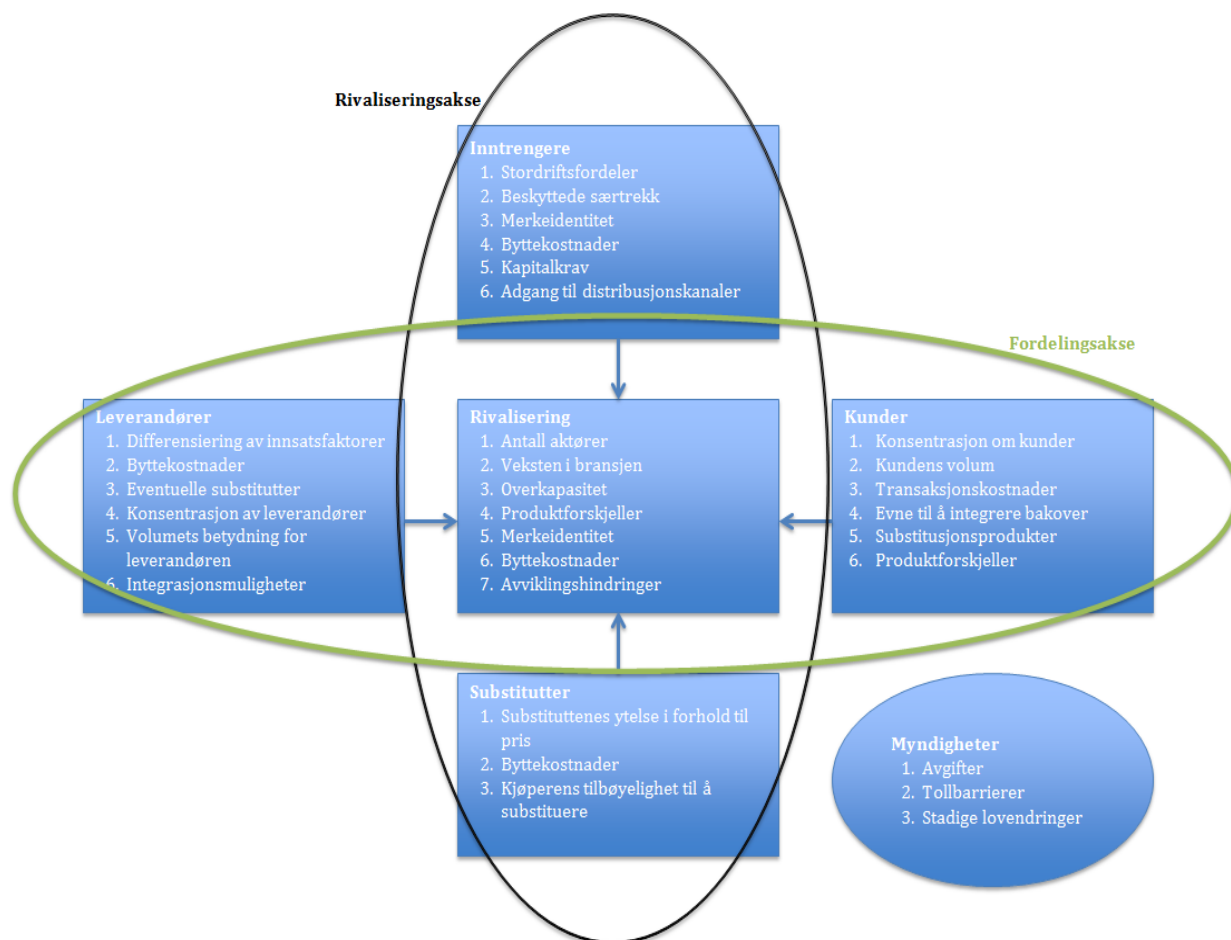 Rivaliseringsakse
Inntrengere
1. Stordriftsfordeler
2. Beskyttede særtrekk
3. Merkeidentitet
4. Byttekostnader
5. Kapitalkrav
6. Adgang til distribusjonskanaler
Fordelingsakse
Leverandører
1. Differensiering av innsatsfaktorer
2. Byttekostnader
3. Eventuelle substitutter
4. Konsentrasjon av leverandører
5. Volumets betydning for
leverandøren
6. Integrasjonsmuligheter
Rivalisering
1. Antall aktører
2. Veksten i bransjen
3. Overkapasitet
4. Produktforskjeller
5. Merkeidentitet
6. Byttekostnader
7. Avviklingshindringer
Kunder
1. Konsentrasjon om kunder
2. Kundens volum
3. Transaksjonskostnader
4. Evne til å integrere bakover
5. Substitusjonsprodukter
6. Produktforskjeller
Substitutter
1. Substituttenes ytelse i forhold til
pris
2. Byttekostnader
3. Kjøperens tilbøyelighet til å
substituere
Myndigheter
1. Avgifter
2. Tollbarrierer
3. Stadige lovendringer